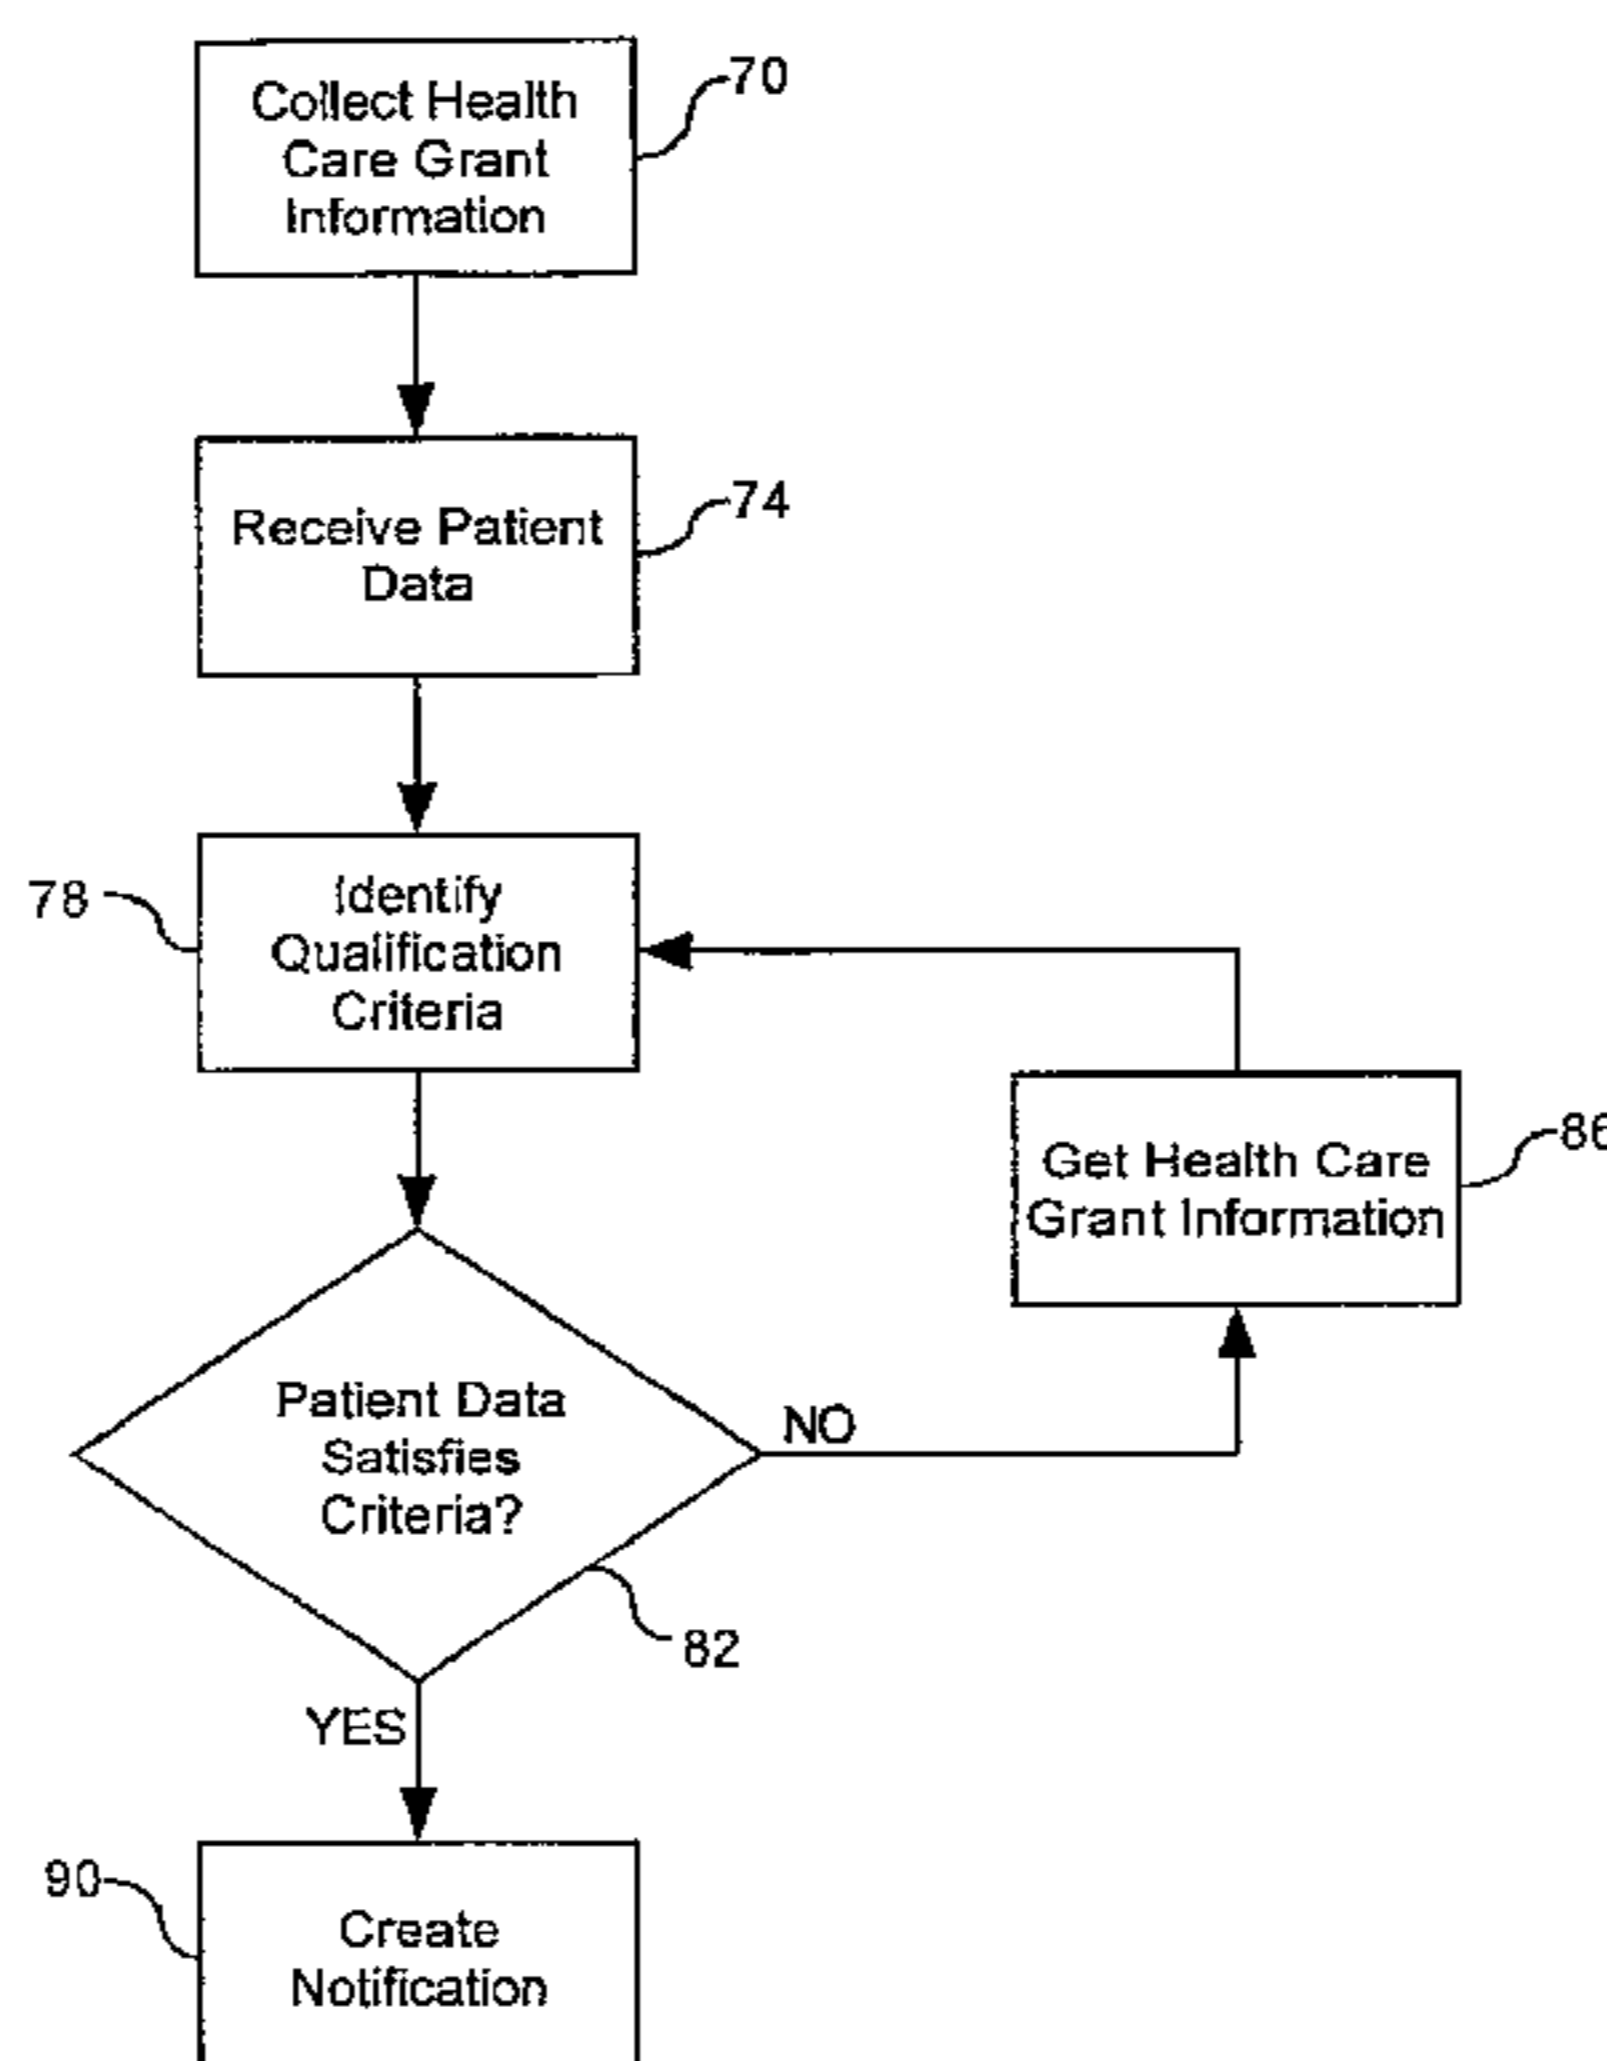 Collect Health
Care Grant
Information
70
Receive Patient
Data
74
78
Identify
Qualification
Criteria
Get Health Care
Grant Information
86
Patient Data
Satisfies
Criteria?
NO
82
YES
90
Create
Notification